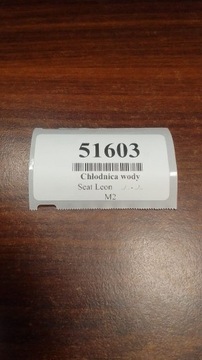 51603
Chłodnica wody
Seat Leon
M2